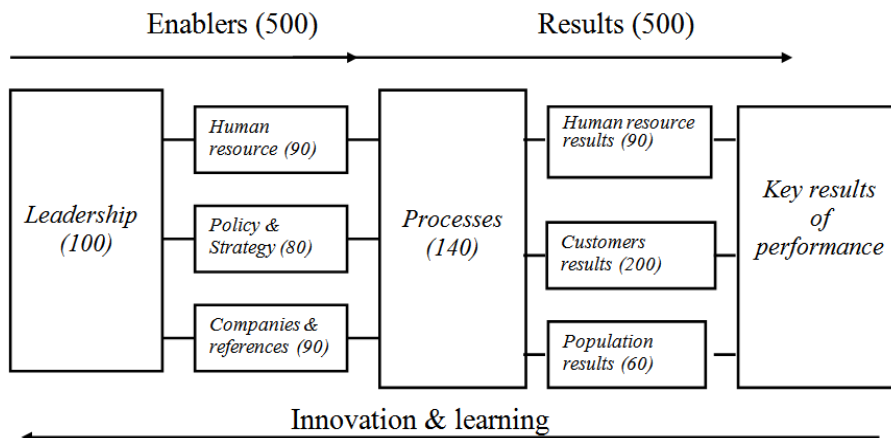 Enablers (500)
Results (500)
Leadership
(100)
Human
resource (90)
Policy &
Strategy (80)
Companies &
references (90)
Processes
(140)
Human resource
results (90)
Customers
results (200)
Population
results (60)
Key results
of
performance
Innovation & learning